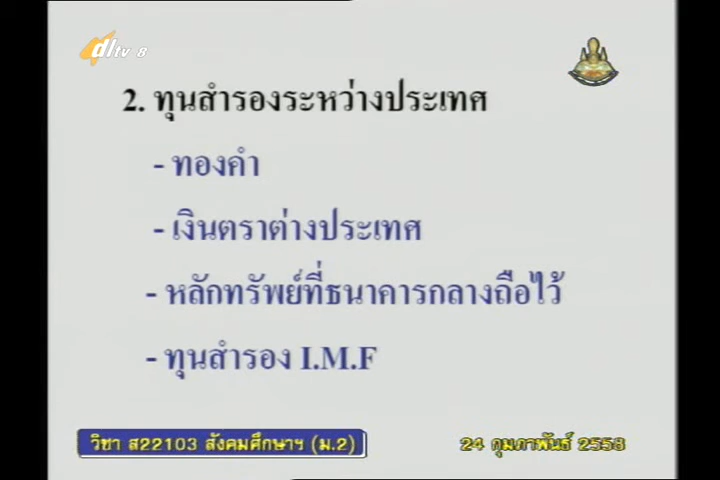 dltv 8
2. ทุนสำรองระหว่างประเทศ
- ทองคำ
- เงินตราต่างประเทศ
- หลักทรัพย์ที่ธนาคารกลางถือไว้
- ทุนสำรอง I.M.F
วิชา ส22103 สังคมศึกษาฯ (ม.2)
24 กุมภาพันธ์ 2558